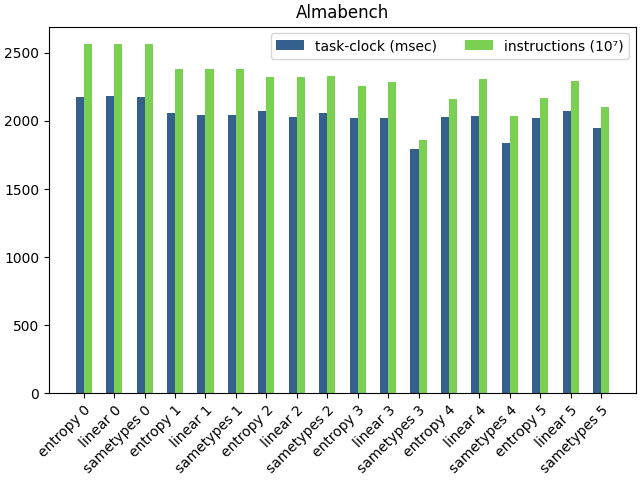 Almabench
task-clock (msec)
instructions (10⁷)
2500
2000
1500
1000
500
0
entropy 0
linear 0
sametypes 0
entropy 1
linear 1
sametypes 1
entropy 2
linear 2
sametypes 2
entropy 3
linear 3
sametypes 3
entropy 4
linear 4
sametypes 4
entropy 5
linear 5
sametypes 5